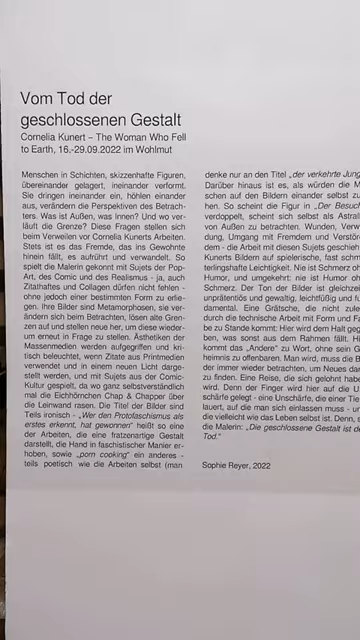 Vom Tod der
geschlossenen Gestalt
Cornelia Kunert – The Woman Who Fell
to Earth, 16.-29.09.2022 im Wohlmut
Menschen in Schichten, skizzenhafte Figuren,
übereinander gelagert, ineinander verformt.
Sie dringen ineinander ein, höhlen einander
aus, verändern die Perspektiven des Betrach-
ters. Was ist Außen, was Innen? Und wo ver-
läuft die Grenze? Diese Fragen stellen sich
beim Verweilen vor Cornelia Kunerts Arbeiten.
Stets ist es das Fremde, das ins Gewohnte
hinein fällt, es aufrührt und verwandelt. So
spielt die Malerin gekonnt mit Sujets der Pop-
Art, des Comic und des Realismus - ja, auch
Zitathaftes und Collagen dürfen nicht fehlen -
ohne jedoch einer bestimmten Form zu erlie-
gen. Ihre Bilder sind Metamorphosen, sie ver-
ändern sich beim Betrachten, lösen alte Gren-
zen auf und stellen neue her, um diese wieder-
um erneut in Frage zu stellen. Ästhetiken der
Massenmedien werden aufgegriffen und kri-
tisch beleuchtet, wenn Zitate aus Printmedien
verwendet und in einem neuen Licht darge-
stellt werden, und mit Sujets aus der Comic-
Kultur gespielt, da wo ganz selbstverständlich
mal die Eichhörnchen Chap & Chapper über
die Leinwand rasen. Die Titel der Bilder sind
Teils ironisch - „Wer den Protofaschismus als
erstes erkennt, hat gewonnen" heißt so eine
der Arbeiten, die eine fratzenartige Gestalt
darstellt, die Hand in faschistischer Manier er-
hoben, sowie „porn cooking" ein anderes -
teils poetisch wie die Arbeiten selbst (man
denke nur an den Titel „der verkehrte Jung
Darüber hinaus ist es, als würden die M
schen auf den Bildern einander selbst zu
hen. So scheint die Figur in „Der Besuch
verdoppelt, scheint sich selbst als Astral
von Außen zu betrachten. Wunden, Verw
dung, Umgang mit Fremdem und Verstör
dem - die Arbeit mit diesen Sujets geschieh
Kunerts Bildern auf spielerische, fast schm
terlingshafte Leichtigkeit. Nie ist Schmerz oh
Humor, und umgekehrt: nie ist Humor oh
Schmerz. Der Ton der Bilder ist gleichzei
unprätentiös und gewaltig, leichtfüßig und fu
damental. Eine Grätsche, die nicht zule
durch die technische Arbeit mit Form und Fa
be zu Stande kommt: Hier wird dem Halt geg
ben, was sonst aus dem Rahmen fällt. Hi
kommt das „Andere" zu Wort, ohne sein G
heimnis zu offenbaren. Man wird, muss die B
der immer wieder betrachten, um Neues dar
zu finden. Eine Reise, die sich gelohnt habe
wird. Denn der Finger wird hier auf die U
schärfe gelegt - eine Unschärfe, die einer Tie
lauert, auf die man sich einlassen muss - un
die vielleicht wie das Leben selbst ist. Denn, s
die Malerin: „Die geschlossene Gestalt ist de
Tod."
Sophie Reyer, 2022